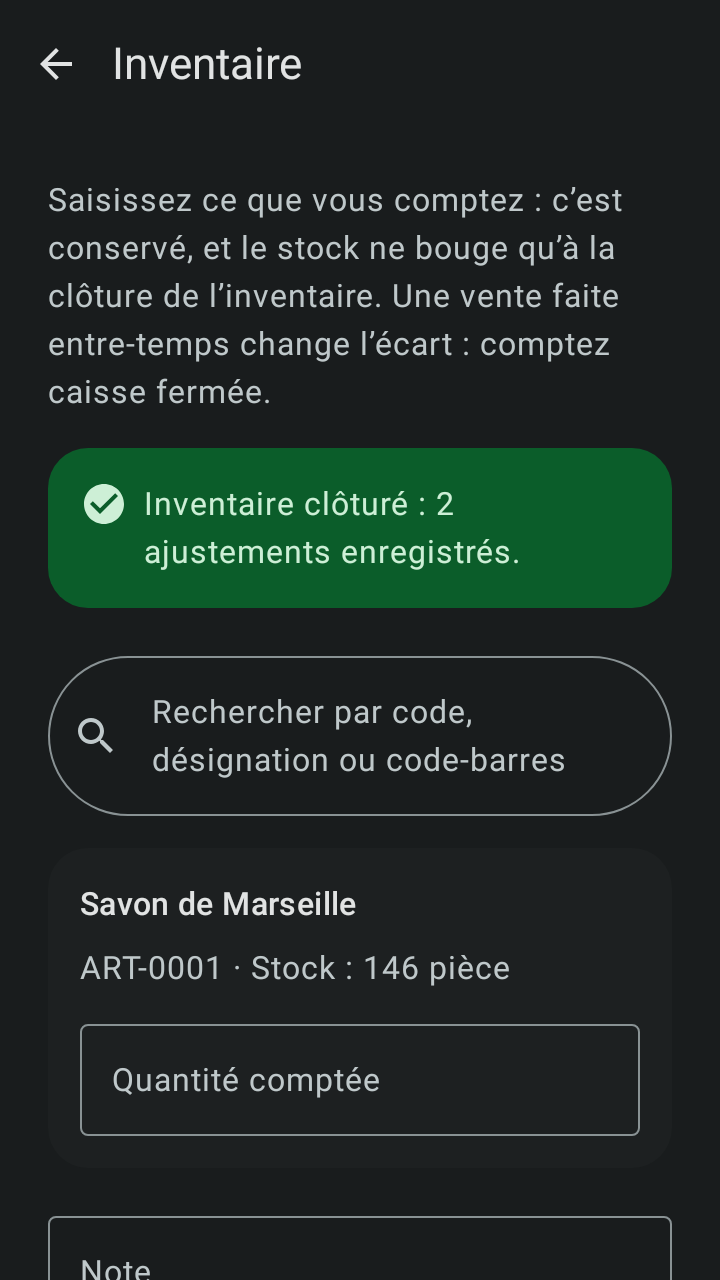 Inventaire
Saisissez ce que vous comptez : c’est
conservé, et le stock ne bouge qu’à la
clôture de l’inventaire. Une vente faite
entre-temps change l’écart : comptez
caisse fermée.
Inventaire clôturé : 2
ajustements enregistrés.
Rechercher par code,
désignation ou code-barres
Savon de Marseille
ART-0001 · Stock : 146 pièce
Quantité comptée
Note